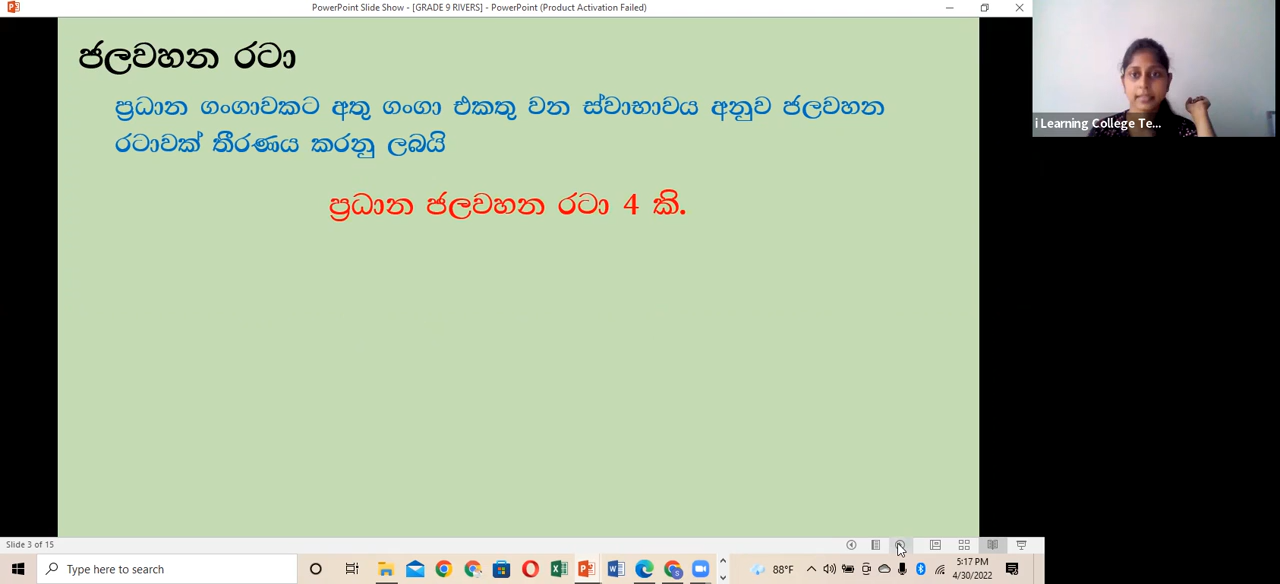 PowerPoint Slide Show - [GRADE 9 RIVERS] - PowerPoint (Product Activation Failed)
ජලවහන රටා
ප්‍රධාන ගංගාවකට අතු ගංගා එකතු වන ස්වාභාවය අනුව ජලවහන
රටාවක් තීරණය කරනු ලබයි
ප්‍රධාන ජලවහන රටා 4 කි.
i Learning College Te...
Slide 3 of 15
Type here to search
88°F
5:17 PM
4/30/2022